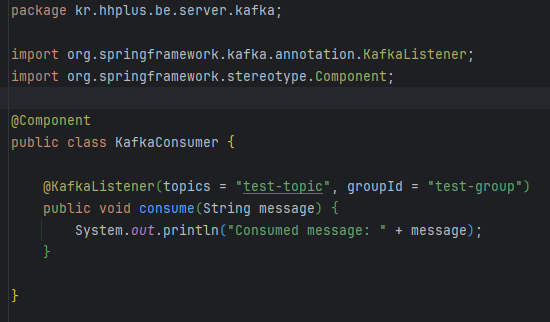 package kr.hhplus.be.server.kafka;
import org.springframework.kafka.annotation.KafkaListener;
import org.springframework.stereotype.Component;
@Component
public class KafkaConsumer {
@KafkaListener(topics = "test-topic", groupId = "test-group")
public void consume(String message) {
System.out.println("Consumed message: " + message);
}
}